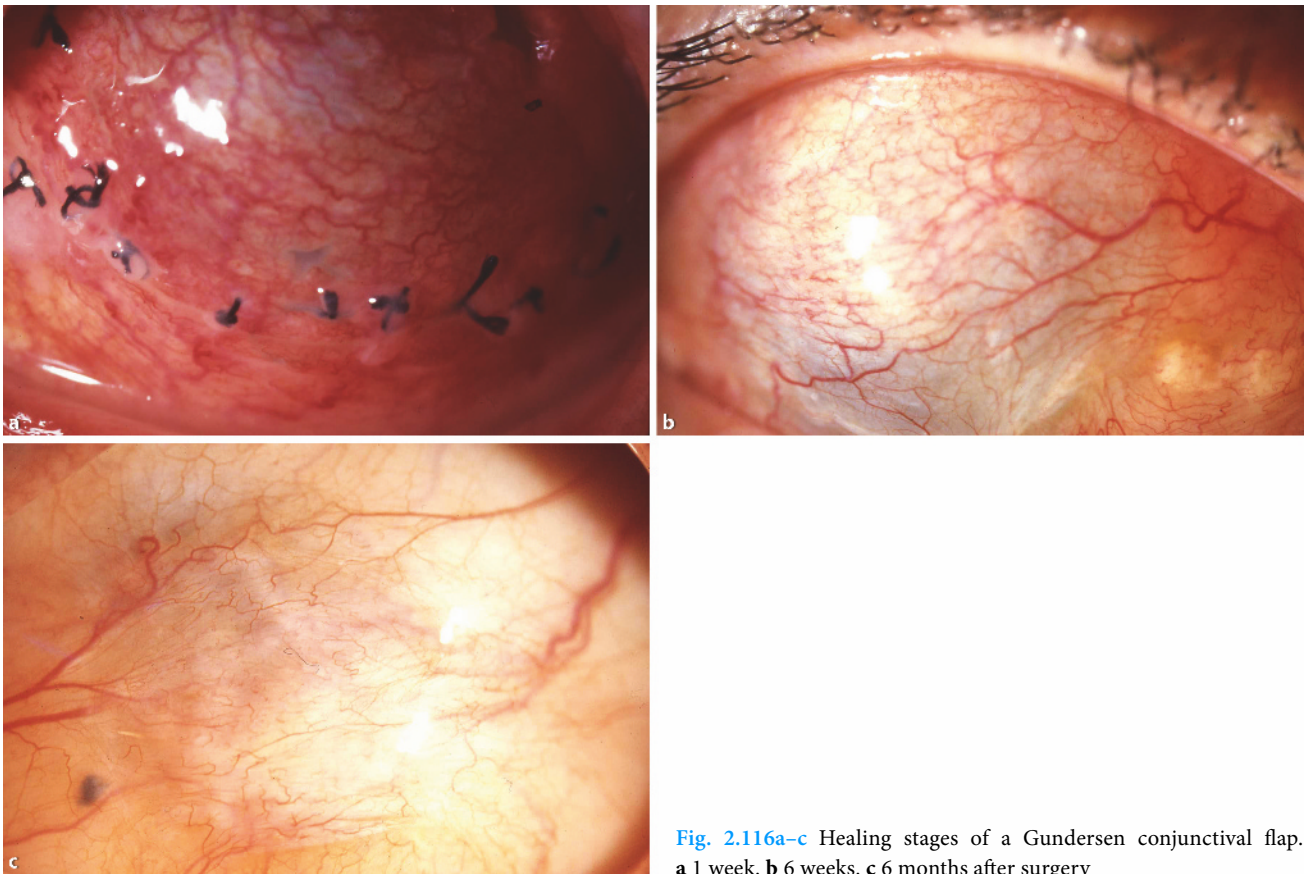 a
b
c
Fig. 2.116a–c Healing stages of a Gundersen conjunctival flap.
a 1 week, b 6 weeks, c 6 months after surgery